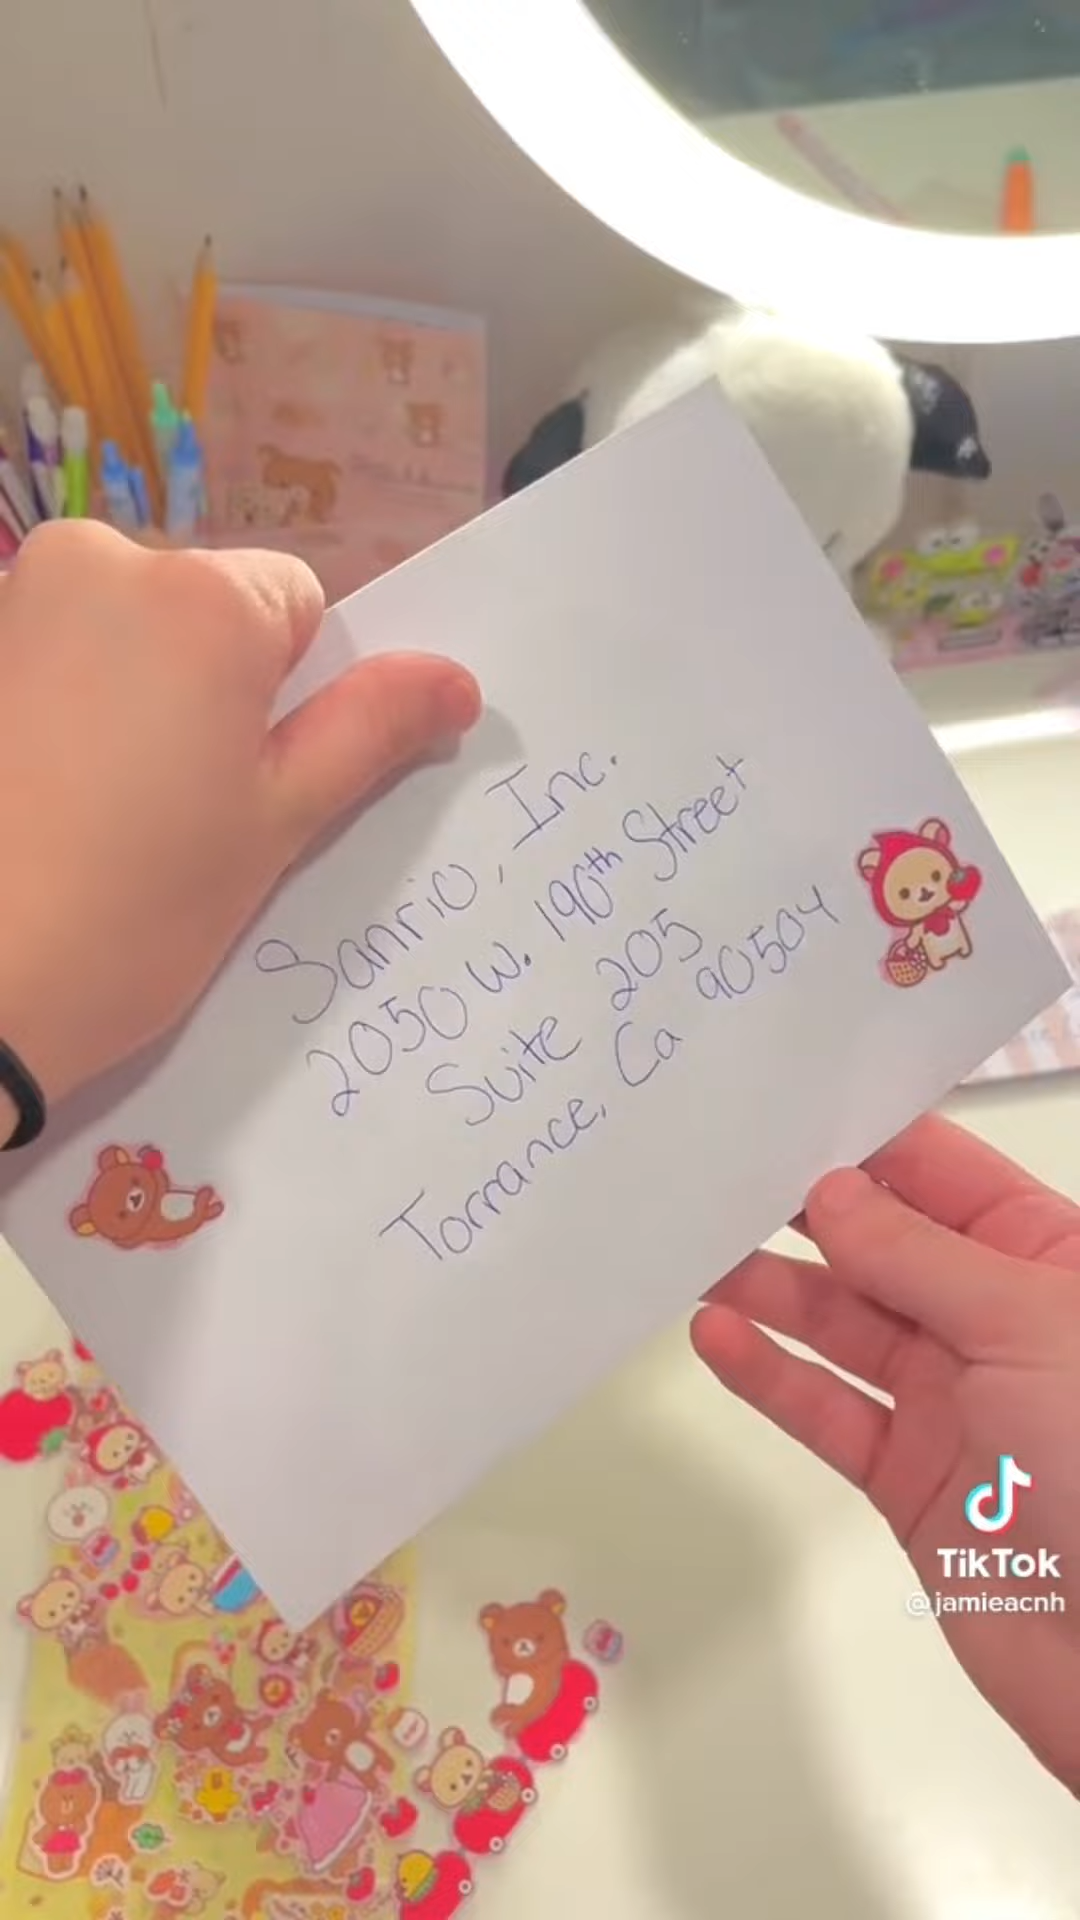 Sanrio, Inc.
2050 W. 190th Street
Suite 205
Torrance, Ca 90504
TikTok
@jamieacnh